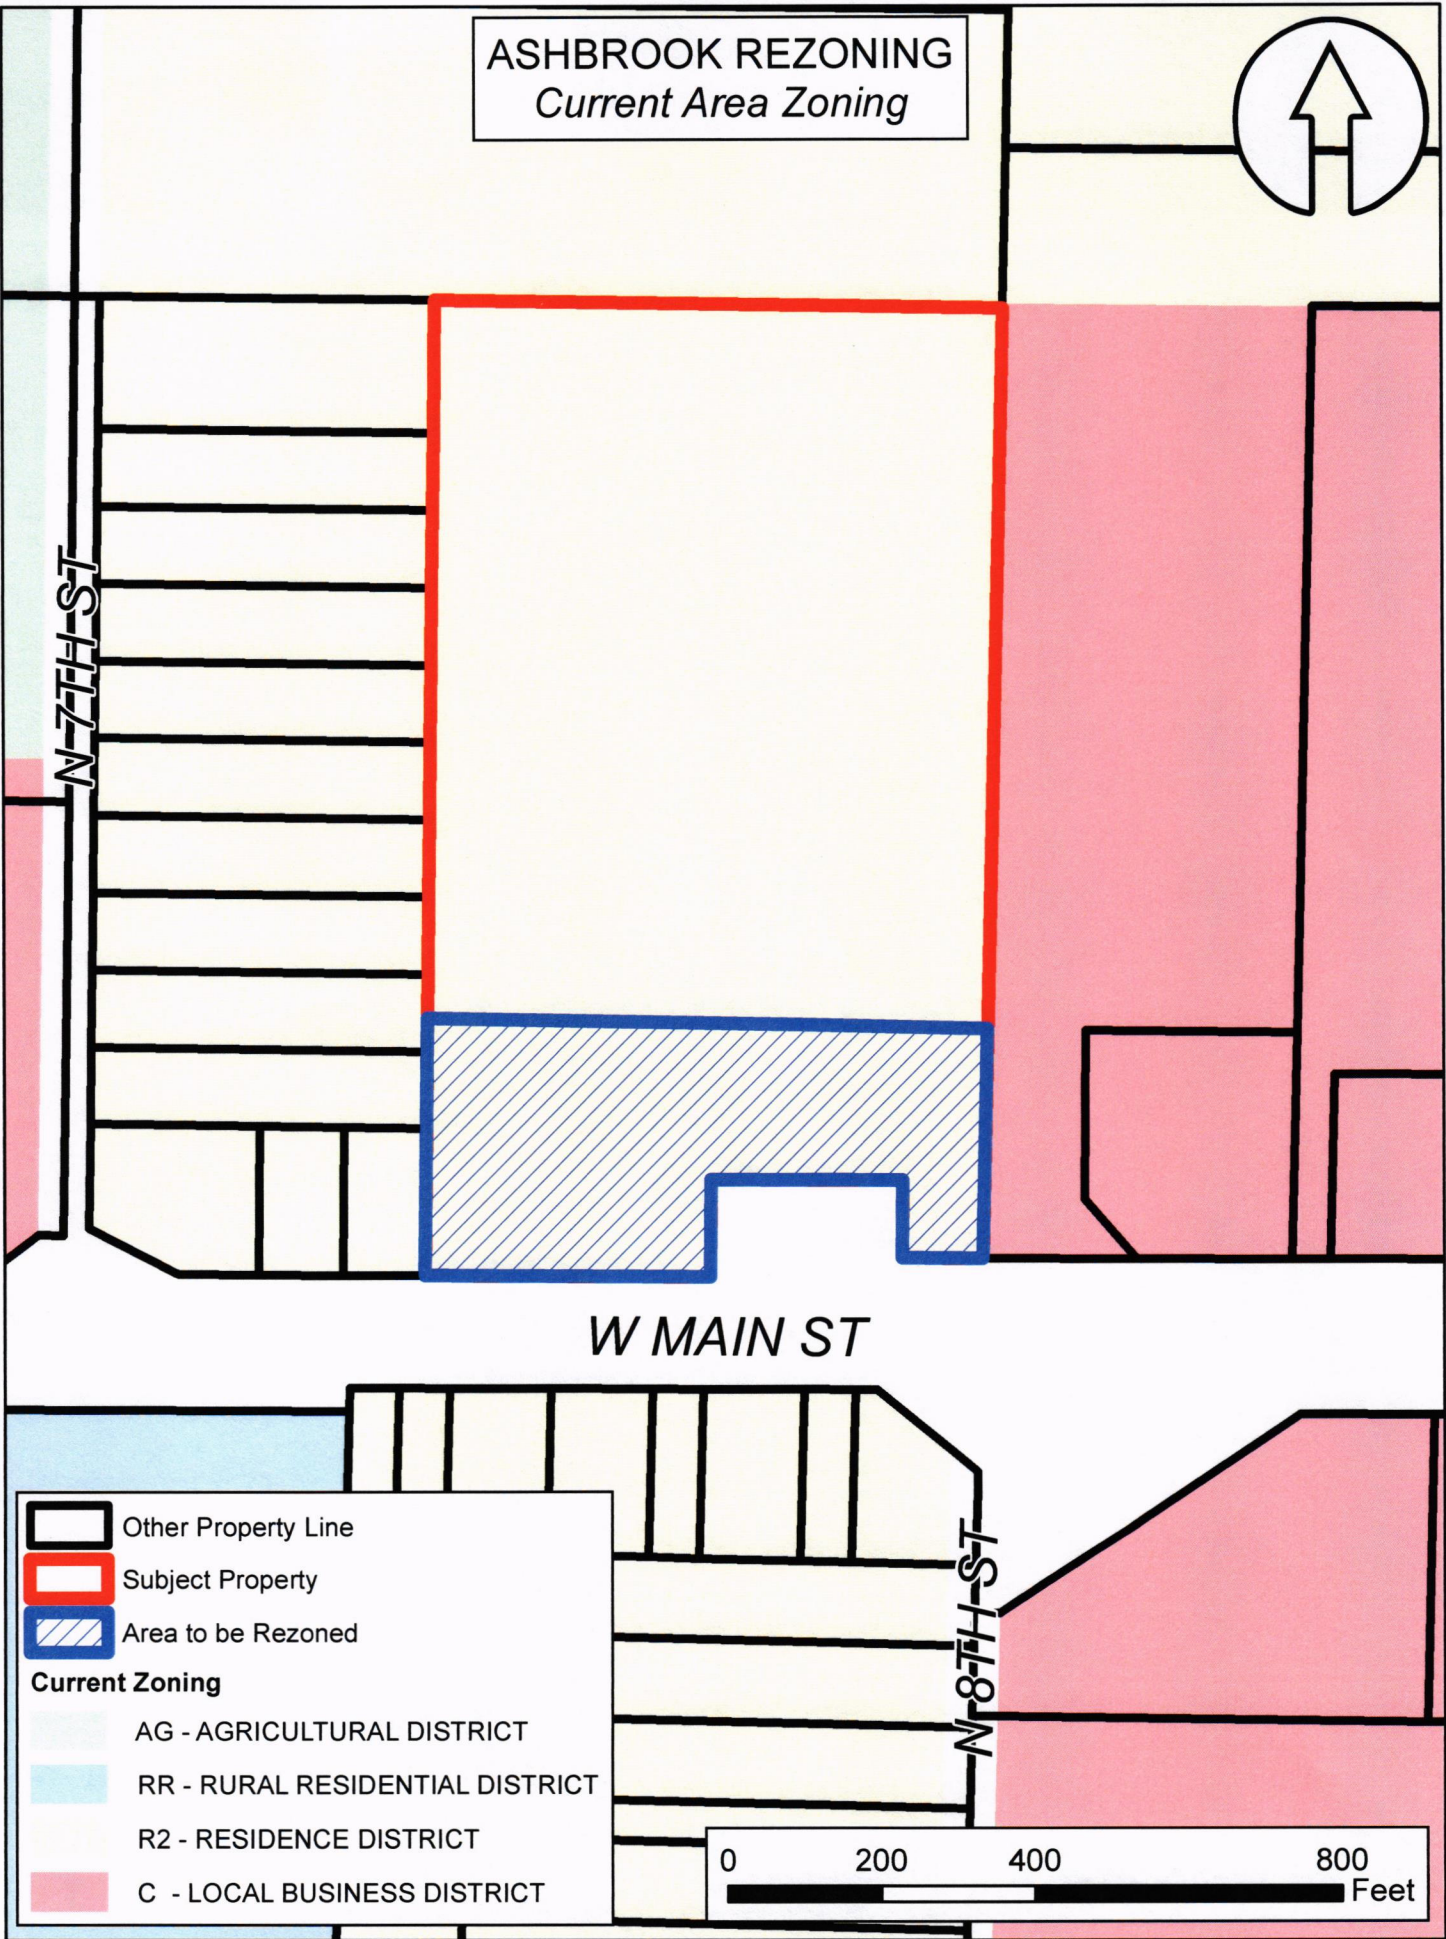 ASHBROOK REZONING
Current Area Zoning
N 7TH ST
W MAIN ST
N 8TH ST
Other Property Line
Subject Property
Area to be Rezoned
Current Zoning
AG - AGRICULTURAL DISTRICT
RR - RURAL RESIDENTIAL DISTRICT
R2 - RESIDENCE DISTRICT
C - LOCAL BUSINESS DISTRICT
0 200 400 800
Feet